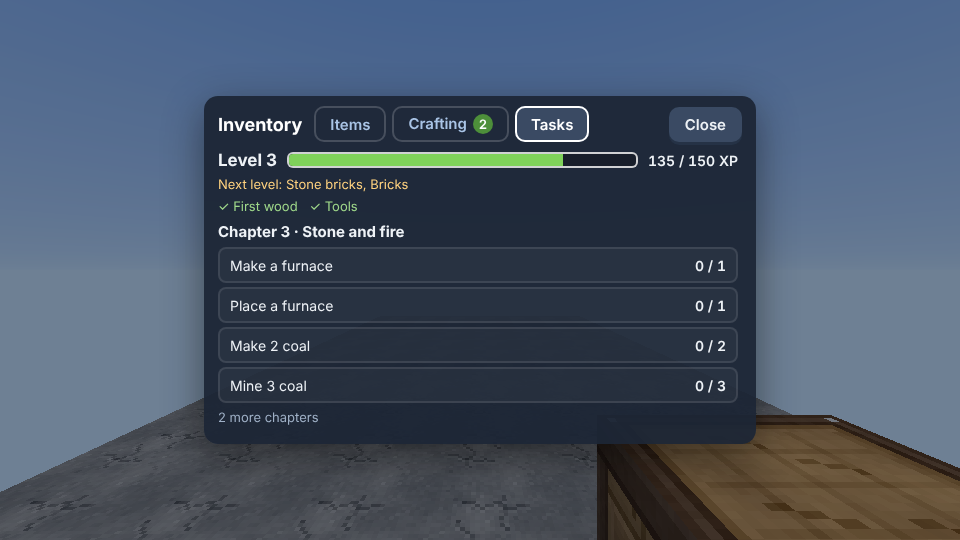 Inventory Items Crafting 2 Tasks Close
Level 3 135 / 150 XP
Next level: Stone bricks, Bricks
✓ First wood ✓ Tools
Chapter 3 · Stone and fire
Make a furnace 0 / 1
Place a furnace 0 / 1
Make 2 coal 0 / 2
Mine 3 coal 0 / 3
2 more chapters